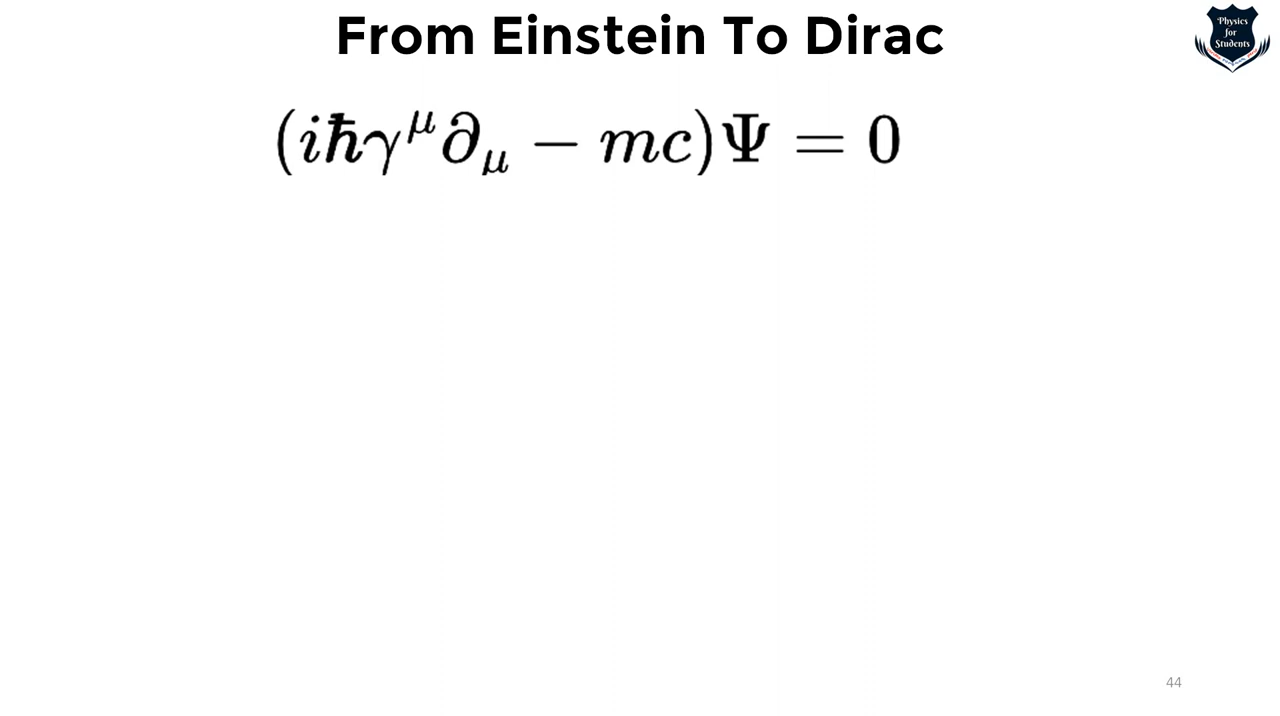 From Einstein To Dirac
Physics
for
Students
(iħγ^μ∂_μ − mc)Ψ = 0
44